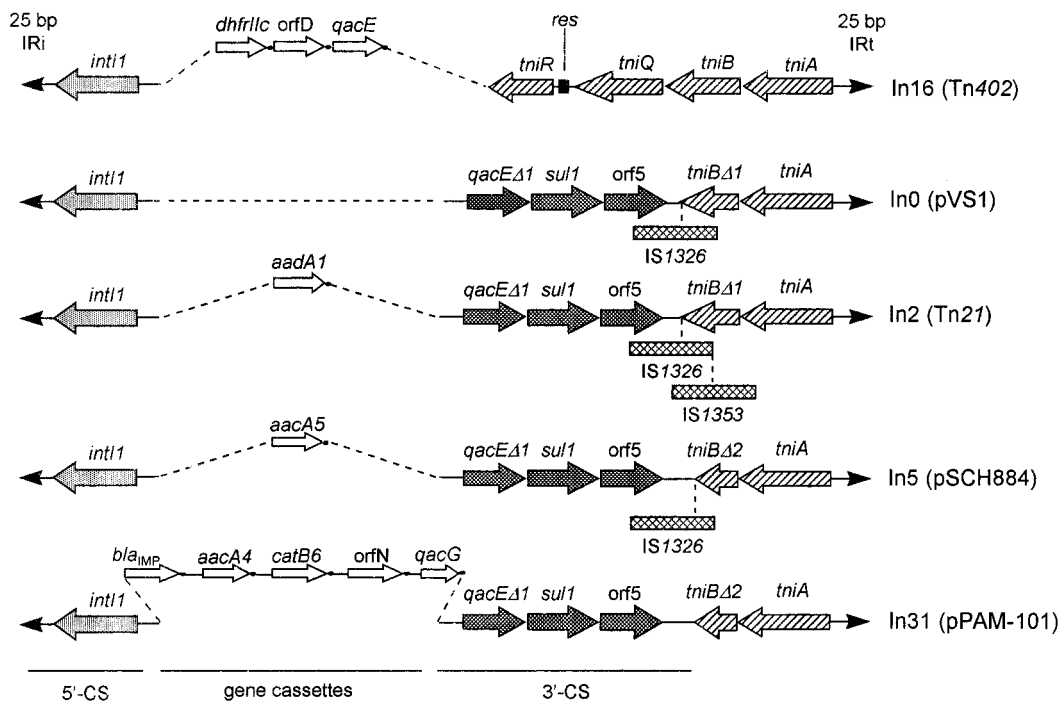 25 bp
IRi
intI1
dhfrIIc orfD qacE
res
tniR tniQ tniB tniA
25 bp
IRt
In16 (Tn402)
intI1
qacEΔ1 sul1 orf5 tniBΔ1 tniA
In0 (pVS1)
IS1326
intI1
aadA1
qacEΔ1 sul1 orf5 tniBΔ1 tniA
In2 (Tn21)
IS1326
IS1353
intI1
aacA5
qacEΔ1 sul1 orf5 tniBΔ2 tniA
In5 (pSCH884)
IS1326
blaIMP aacA4 catB6 orfN qacG
intI1
qacEΔ1 sul1 orf5 tniBΔ2 tniA
In31 (pPAM-101)
5'-CS gene cassettes 3'-CS